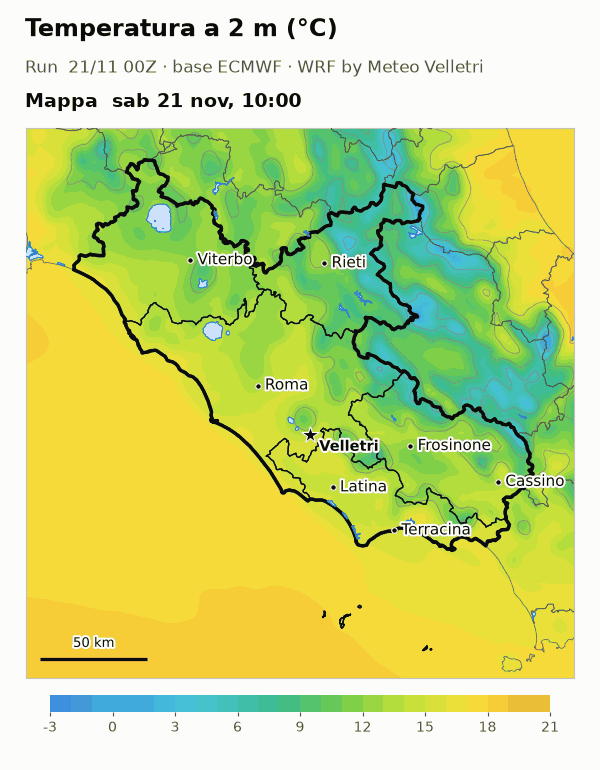 Temperatura a 2 m (°C)
Run  21/11 00Z · base ECMWF · WRF by Meteo Velletri
Mappa  sab 21 nov, 10:00
Viterbo
Rieti
Roma
Velletri
Frosinone
Latina
Cassino
Terracina
50 km
-3 0 3 6 9 12 15 18 21